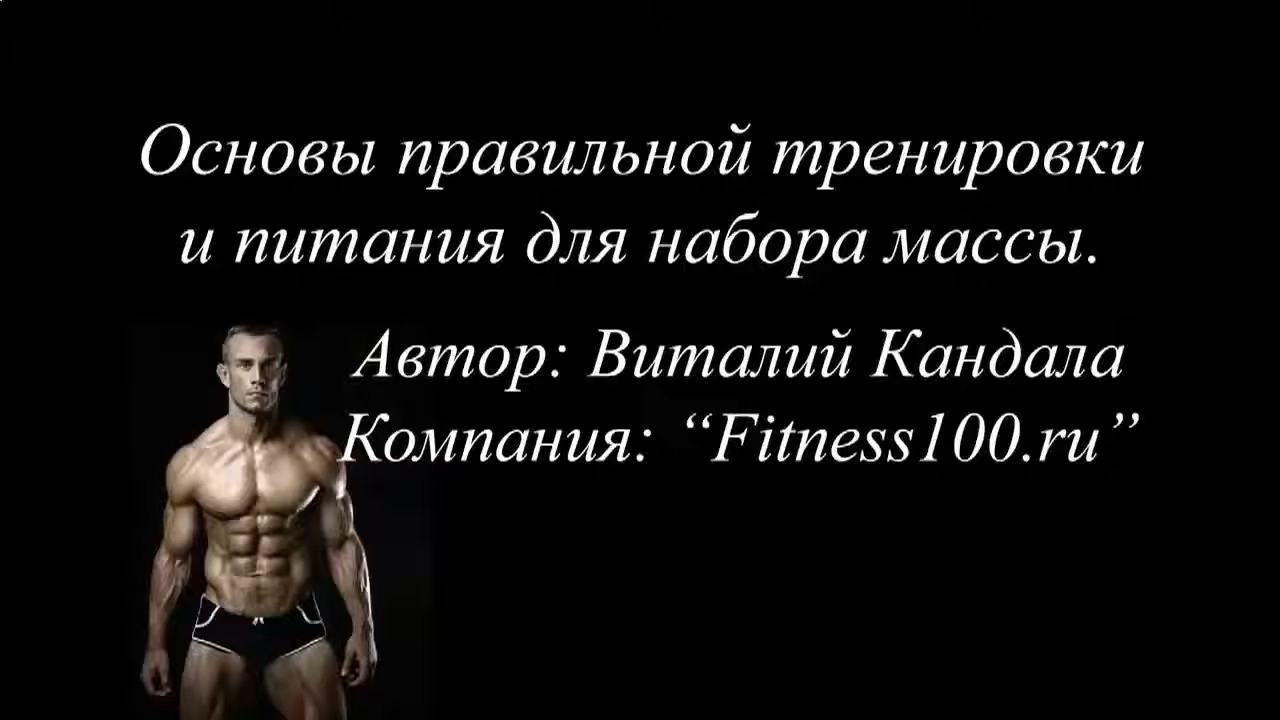 Основы правильной тренировки
и питания для набора массы.
Автор: Виталий Кандала
Компания: “Fitness100.ru”